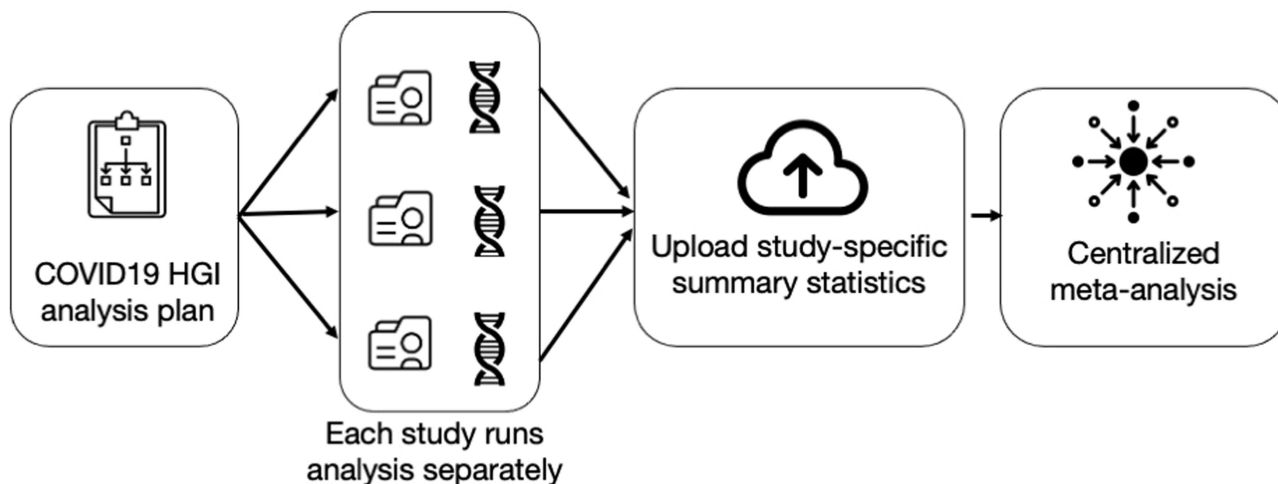 COVID19 HGI
analysis plan
Each study runs
analysis separately
Upload study-specific
summary statistics
Centralized
meta-analysis